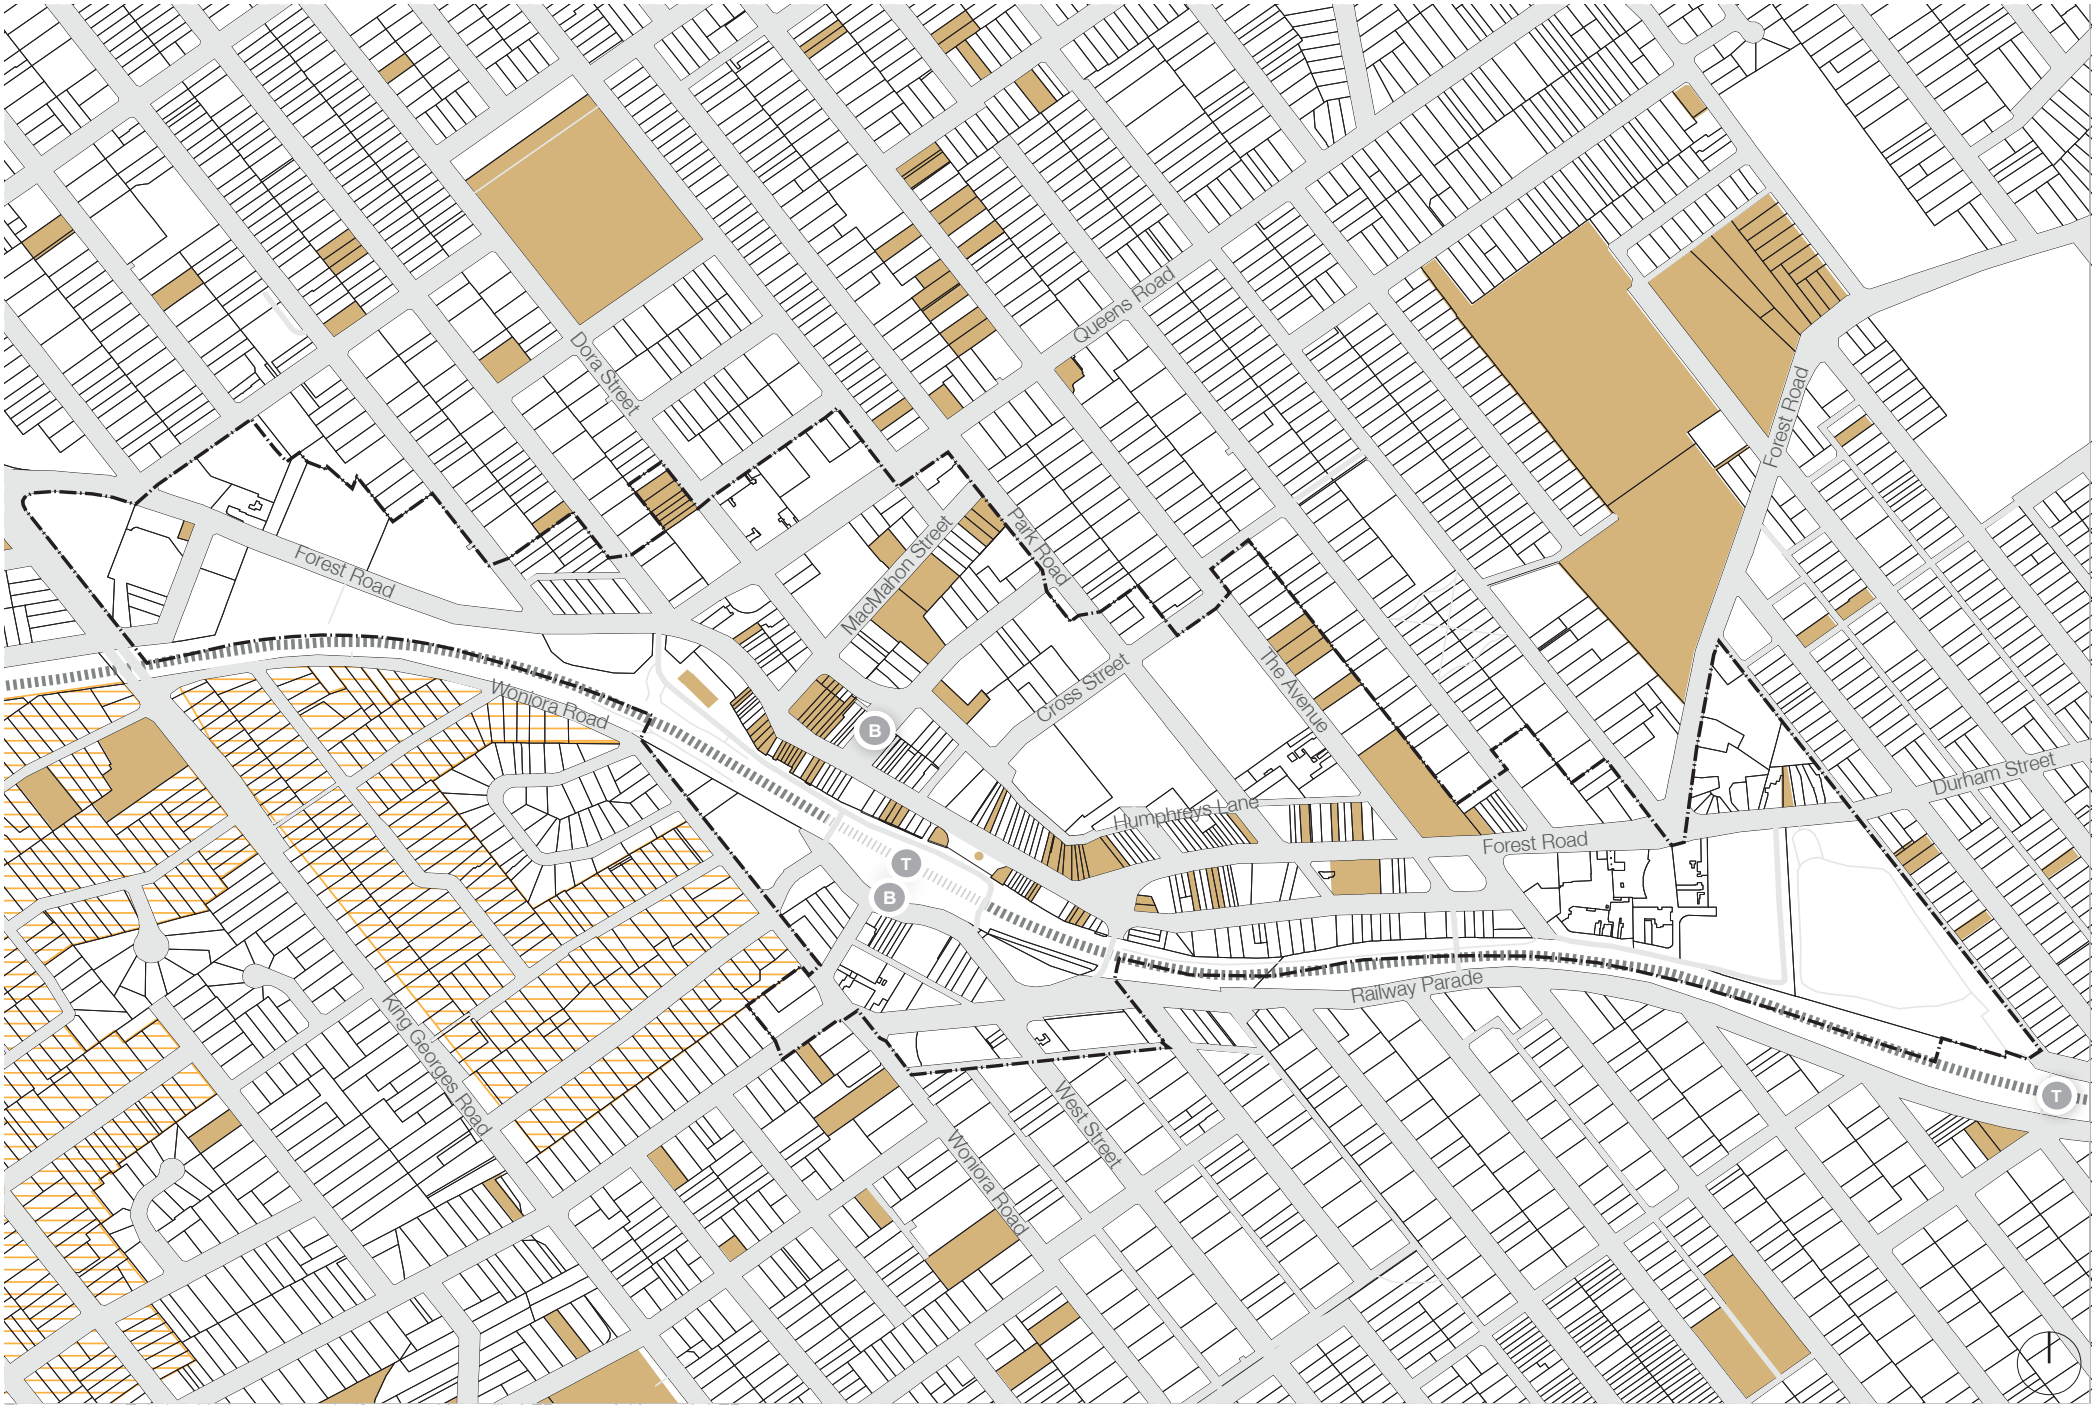 Queens Road
Dora Street
Forest Road
MacMahon Street
Park Road
Forest Road
Cross Street
The Avenue
Woniora Road
B
Durham Street
Humphreys Lane
Forest Road
T
B
Railway Parade
King Georges Road
West Street
T
Woniora Road